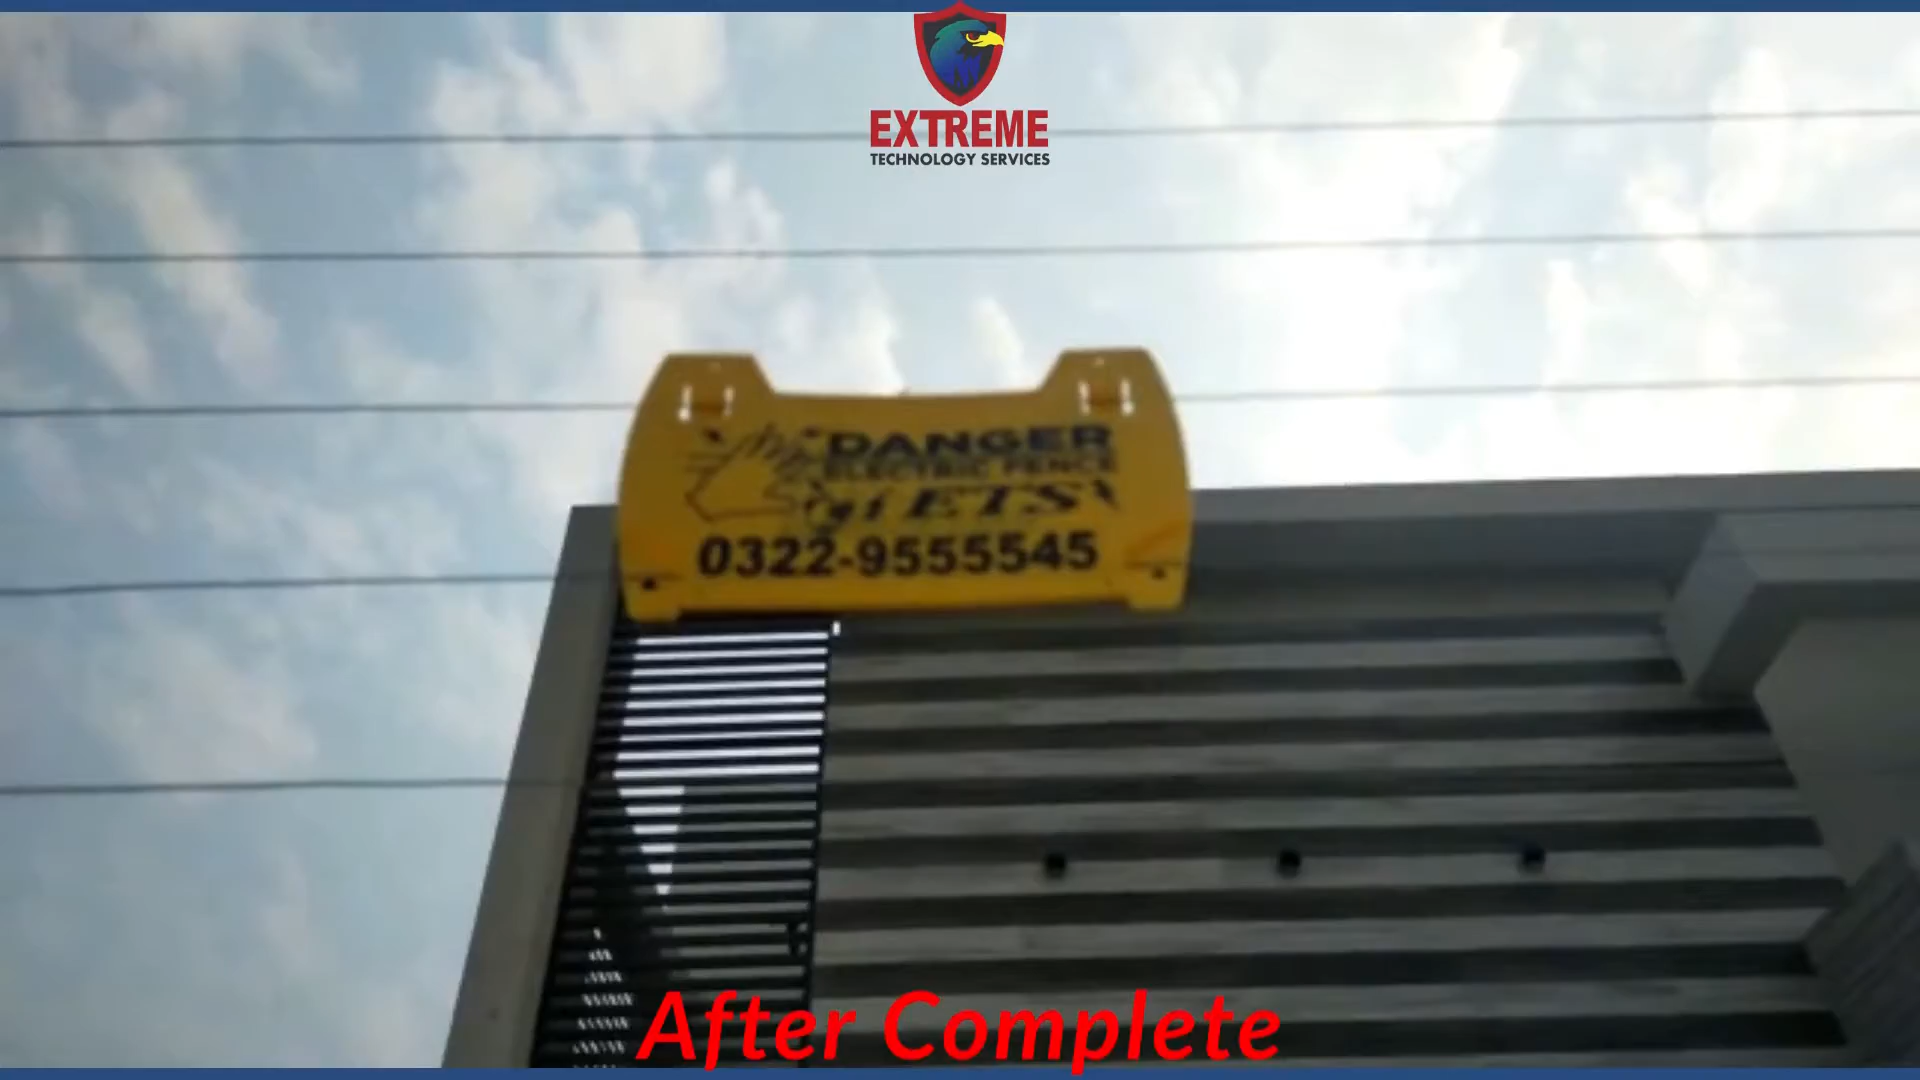 EXTREME
TECHNOLOGY SERVICES
DANGER
ELECTRIC FENCE
ETS
0322-9555545
After Complete